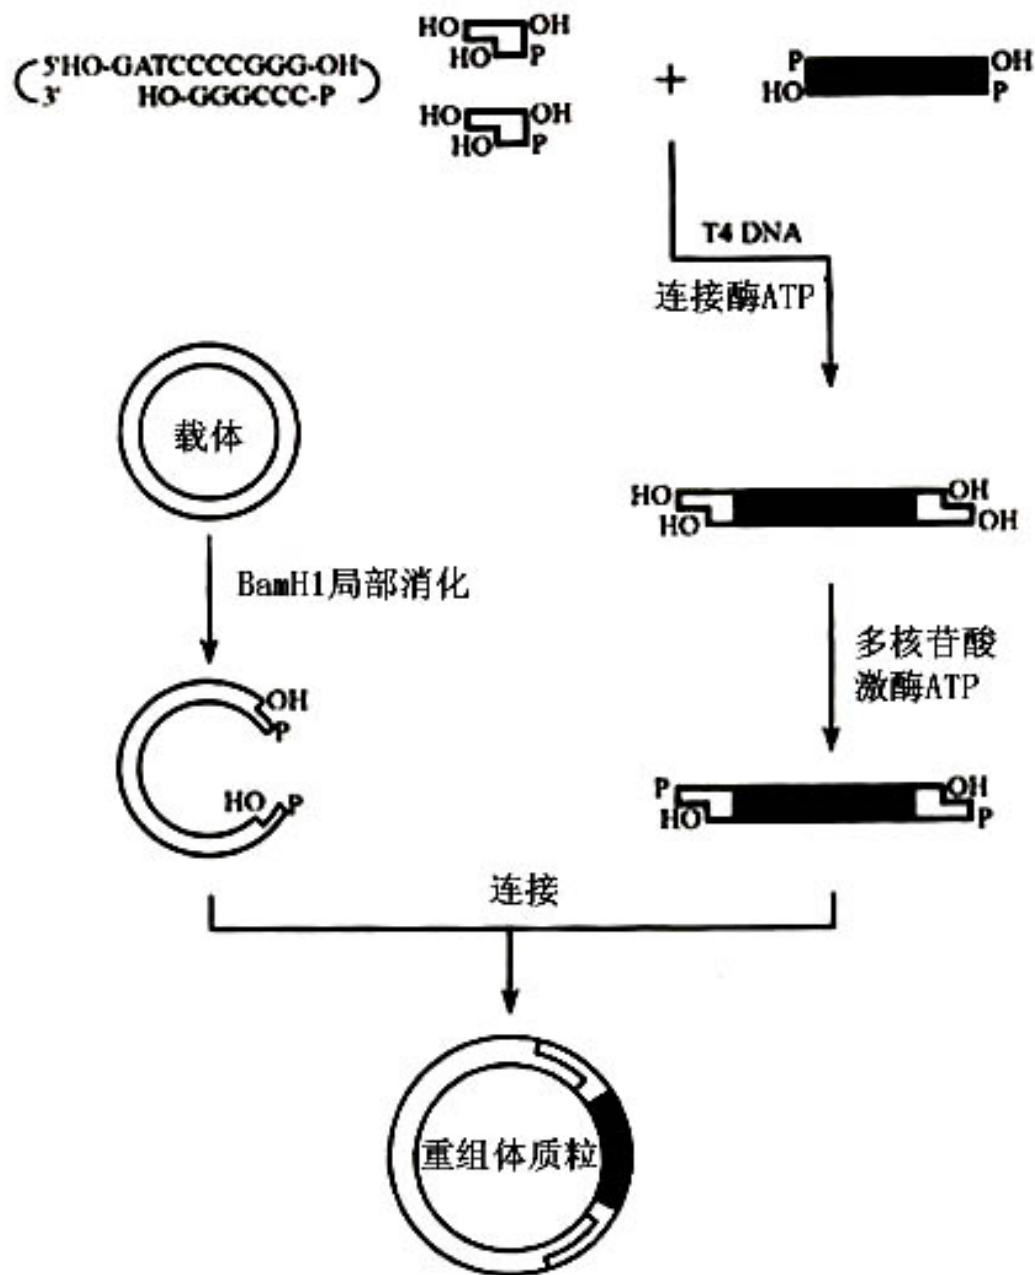 5'HO-GATCCCCGGG-OH
3' HO-GGGCCC-P
HO OH
HO P
HO OH
HO P
+
P OH
HO P
T4 DNA
连接酶ATP
载体
BamH1局部消化
HO OH
HO OH
多核苷酸
激酶ATP
OH
P
HO P
P OH
HO P
连接
重组体质粒